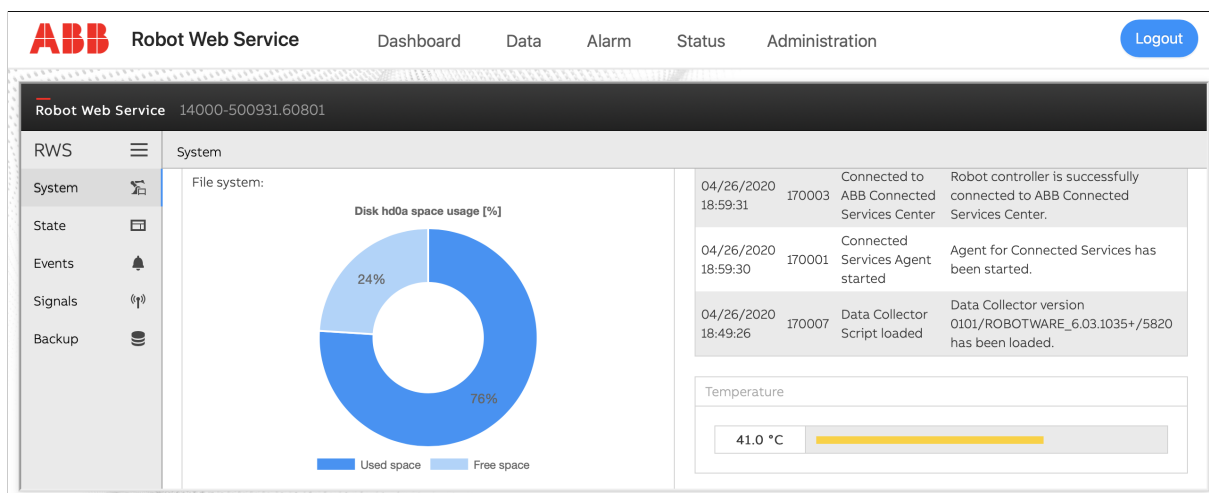 ABB Robot Web Service Dashboard Data Alarm Status Administration Logout
Robot Web Service 14000-500931.60801
RWS
System
State
Events
Signals
Backup
System
File system:
Disk hd0a space usage [%]
24%
76%
Used space Free space
04/26/2020 18:59:31 170003 Connected to ABB Connected Services Center Robot controller is successfully connected to ABB Connected Services Center.
04/26/2020 18:59:30 170001 Connected Services Agent started Agent for Connected Services has been started.
04/26/2020 18:49:26 170007 Data Collector Script loaded Data Collector version 0101/ROBOTWARE_6.03.1035+/5820 has been loaded.
Temperature
41.0 °C